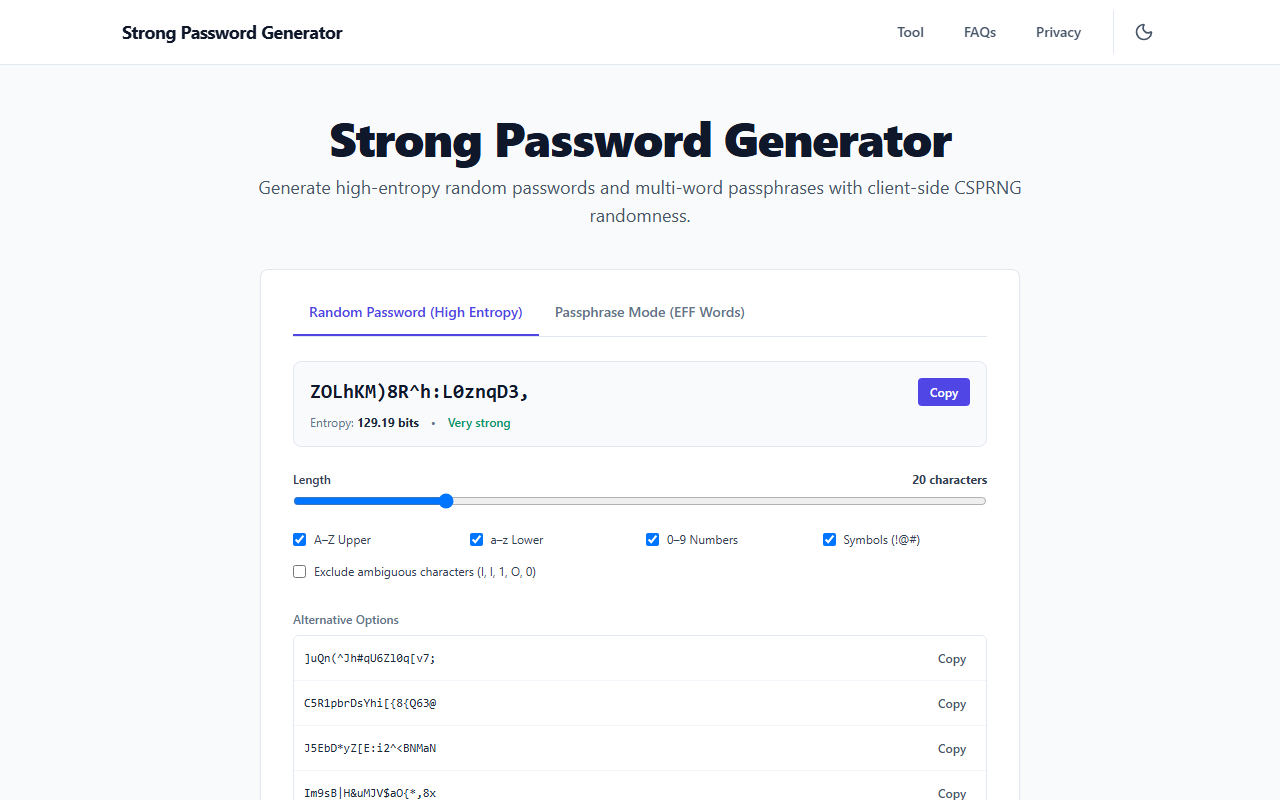 Strong Password Generator
Tool
FAQs
Privacy
Strong Password Generator
Generate high-entropy random passwords and multi-word passphrases with client-side CSPRNG
randomness.
Random Password (High Entropy)
Passphrase Mode (EFF Words)
ZOLhKM)8R^h:L0znqD3,
Copy
Entropy: 129.19 bits • Very strong
Length
20 characters
A–Z Upper
a–z Lower
0–9 Numbers
Symbols (!@#)
Exclude ambiguous characters (l, I, 1, O, 0)
Alternative Options
]uQn(^Jh#qU6Zl0q[v7;
Copy
C5R1pbrDsYhi[{8{Q63@
Copy
J5EbD*yZ[E:i2^<BNMaN
Copy
Im9sB|H&uMJV$aO{*,8x
Copy